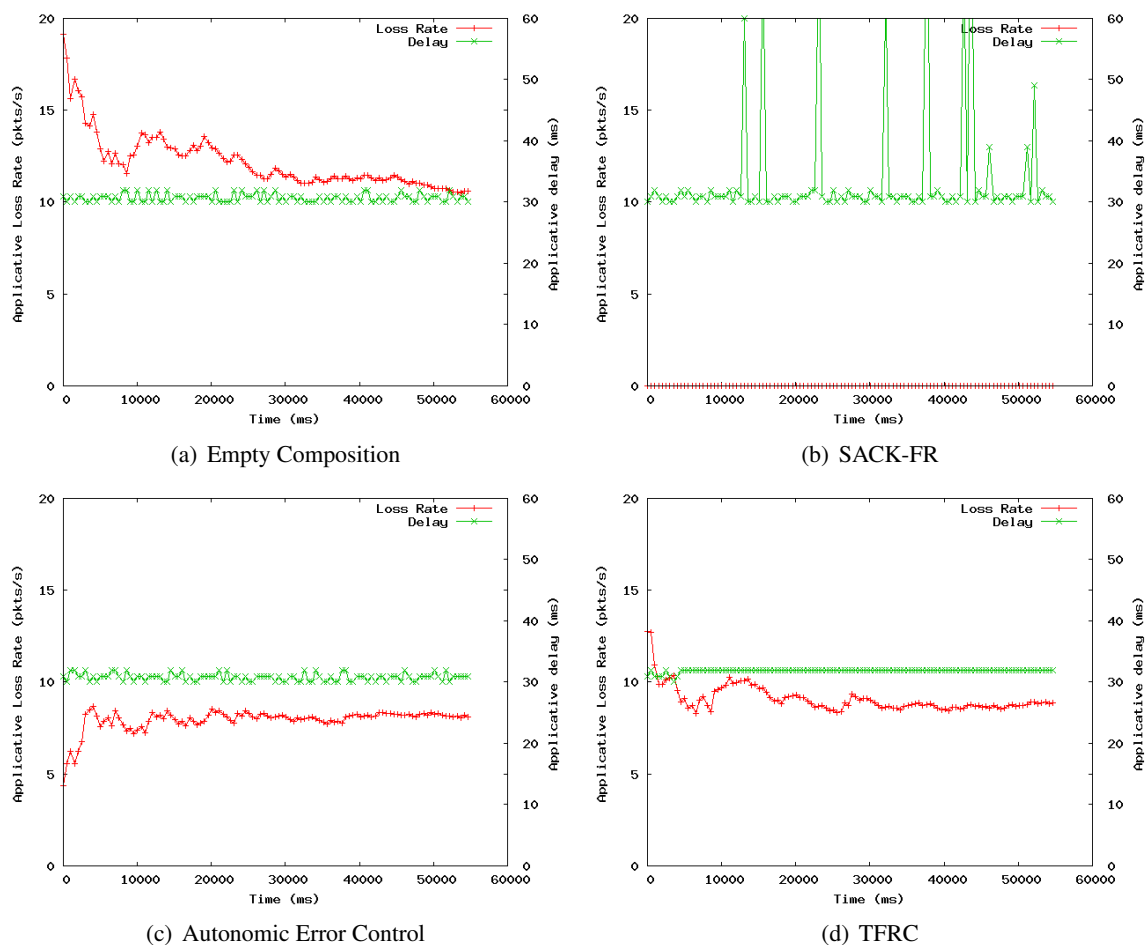 20
15
10
5
0
Applicative Loss Rate (pkts/s)
Loss Rate
Delay
60
50
40
30
20
10
0
Applicative delay (ms)
0 10000 20000 30000 40000 50000 60000
Time (ms)
(a) Empty Composition
20
15
10
5
0
Applicative Loss Rate (pkts/s)
Loss Rate
Delay
60
50
40
30
20
10
0
Applicative delay (ms)
0 10000 20000 30000 40000 50000 60000
Time (ms)
(b) SACK-FR
20
15
10
5
0
Applicative Loss Rate (pkts/s)
Loss Rate
Delay
60
50
40
30
20
10
0
Applicative delay (ms)
0 10000 20000 30000 40000 50000 60000
Time (ms)
(c) Autonomic Error Control
20
15
10
5
0
Applicative Loss Rate (pkts/s)
Loss Rate
Delay
60
50
40
30
20
10
0
Applicative delay (ms)
0 10000 20000 30000 40000 50000 60000
Time (ms)
(d) TFRC